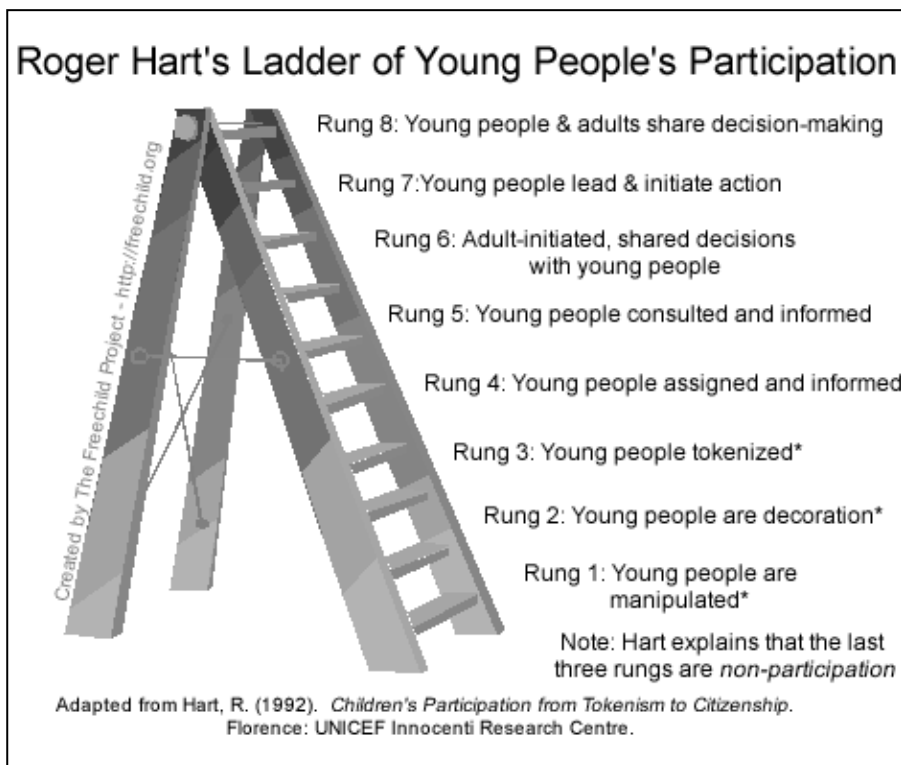 Roger Hart's Ladder of Young People's Participation
Rung 8: Young people & adults share decision-making
Rung 7:Young people lead & initiate action
Rung 6: Adult-initiated, shared decisions
with young people
Rung 5: Young people consulted and informed
Rung 4: Young people assigned and informed
Rung 3: Young people tokenized*
Rung 2: Young people are decoration*
Rung 1: Young people are
manipulated*
Note: Hart explains that the last
three rungs are non-participation
Created by The Freechild Project - http://freechild.org
Adapted from Hart, R. (1992). Children's Participation from Tokenism to Citizenship.
Florence: UNICEF Innocenti Research Centre.